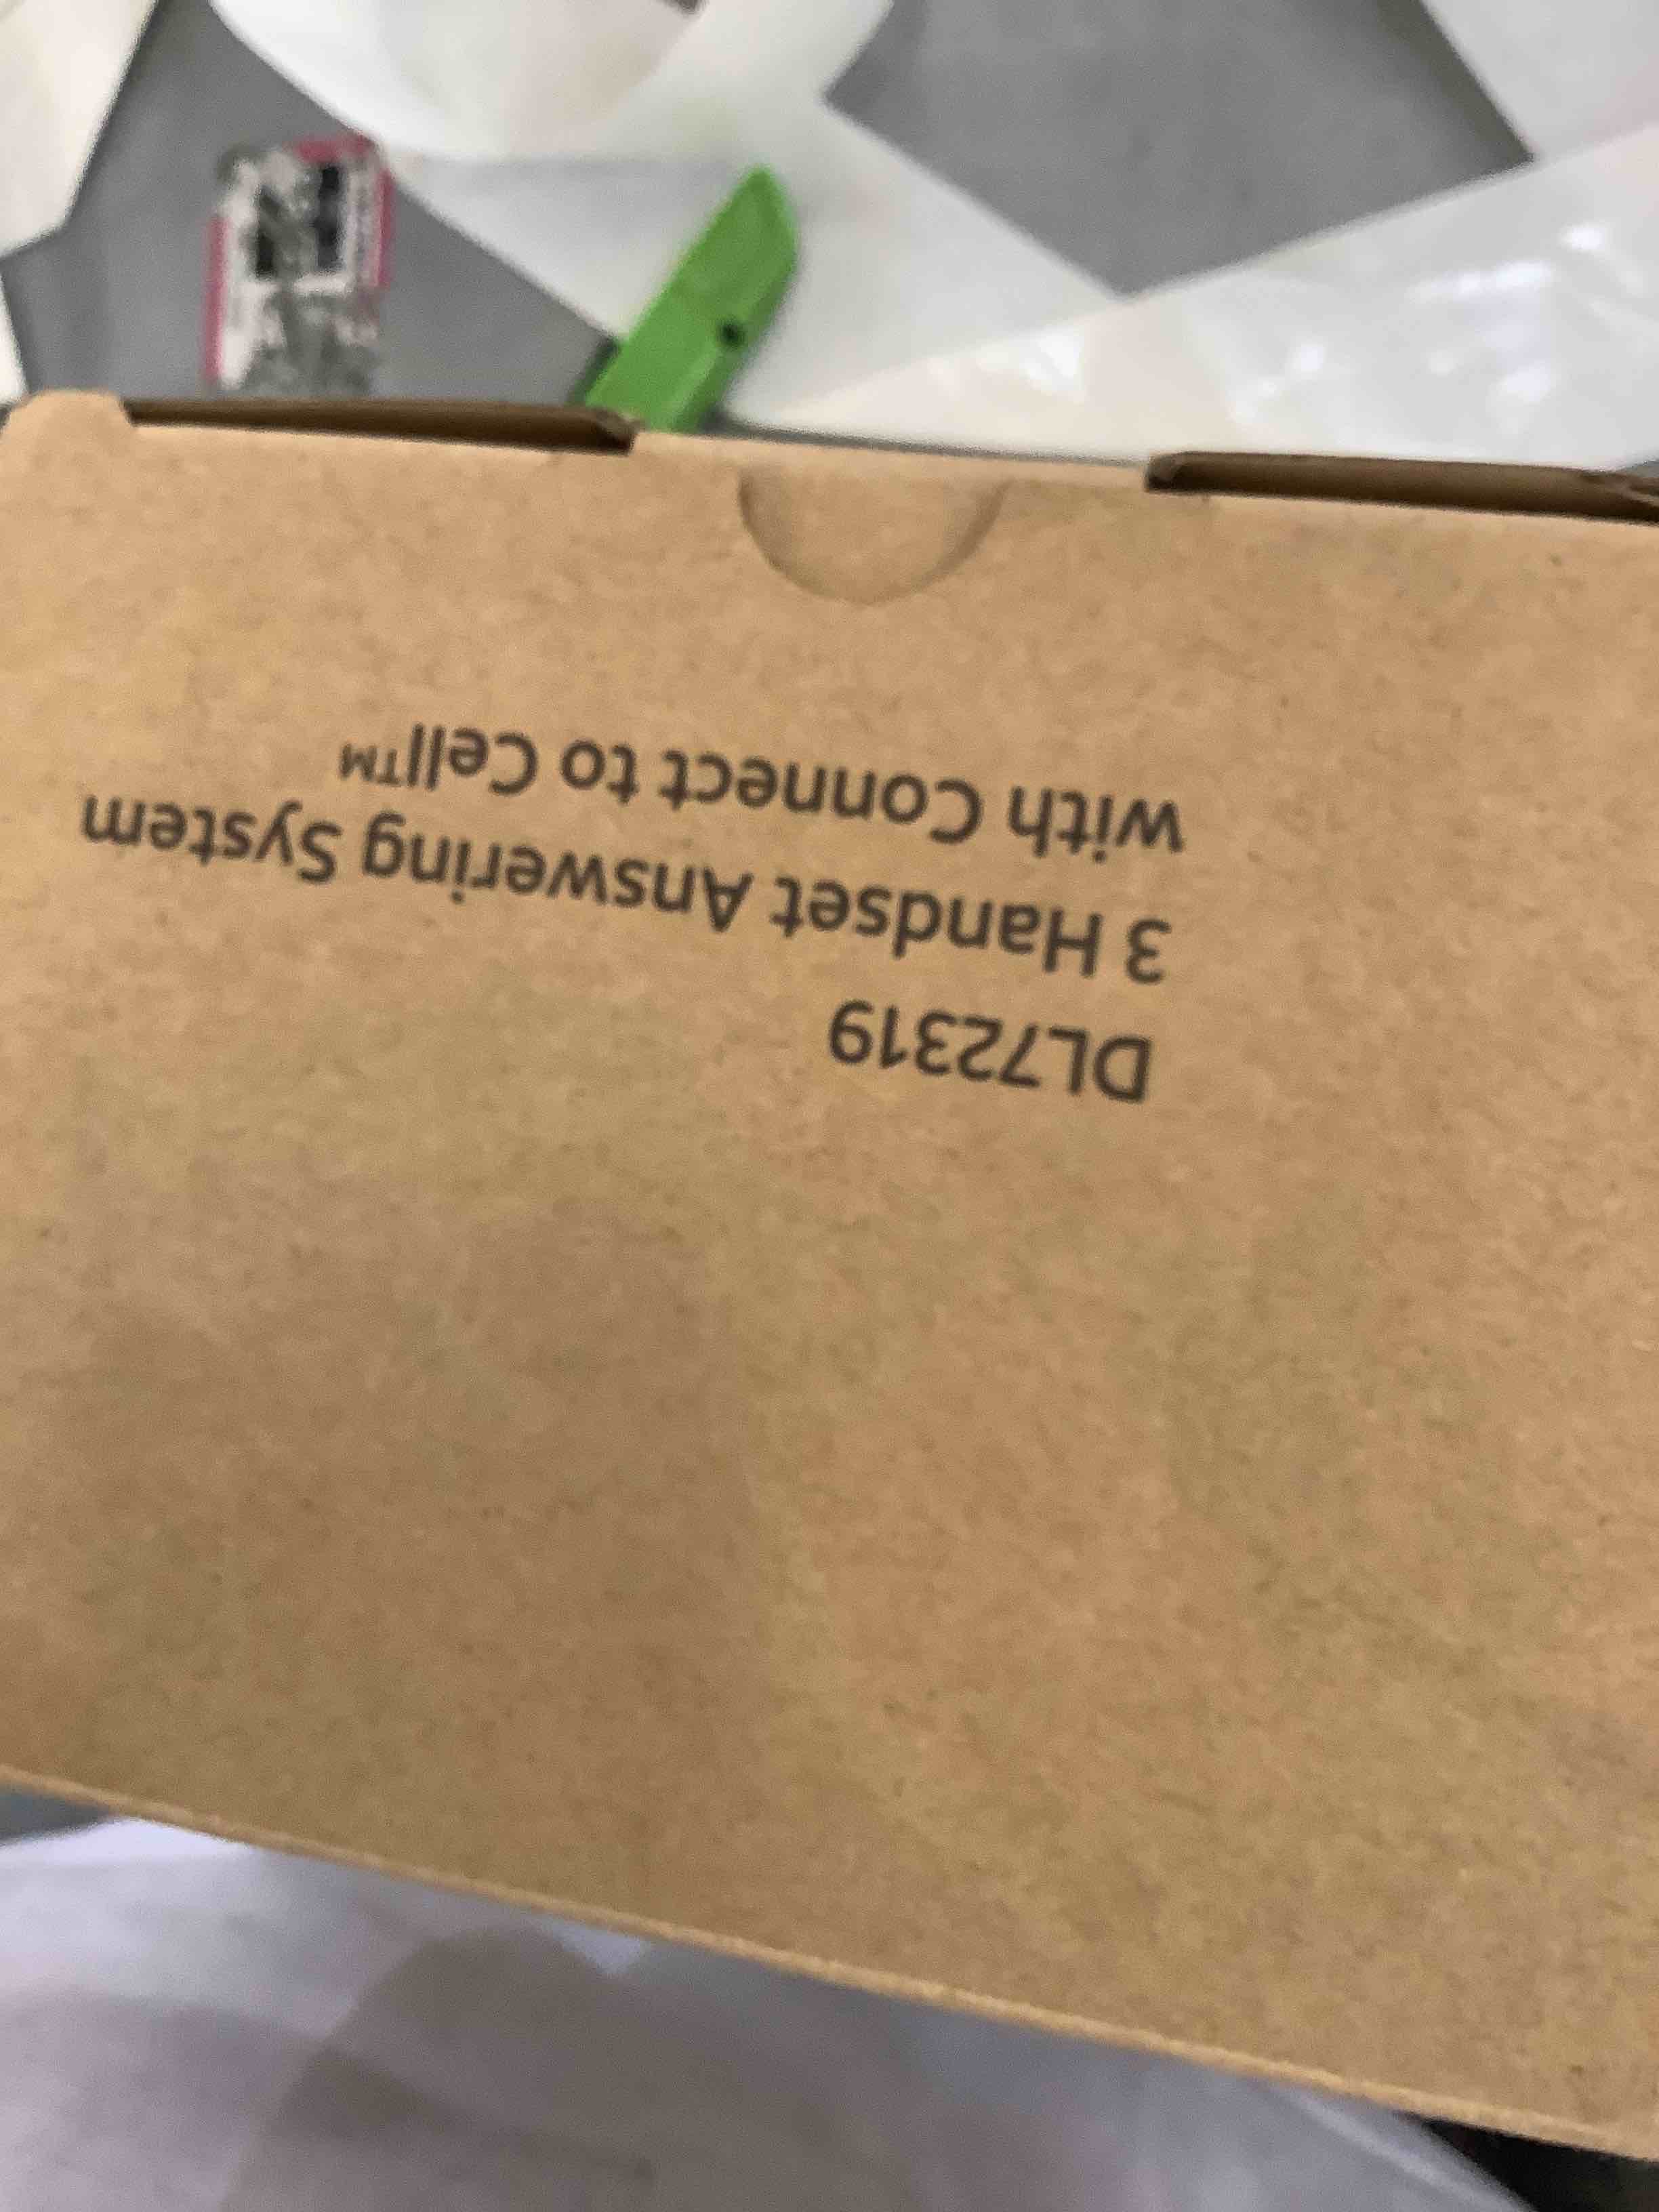 DL72319
3 Handset Answering System
with Connect to Cell™